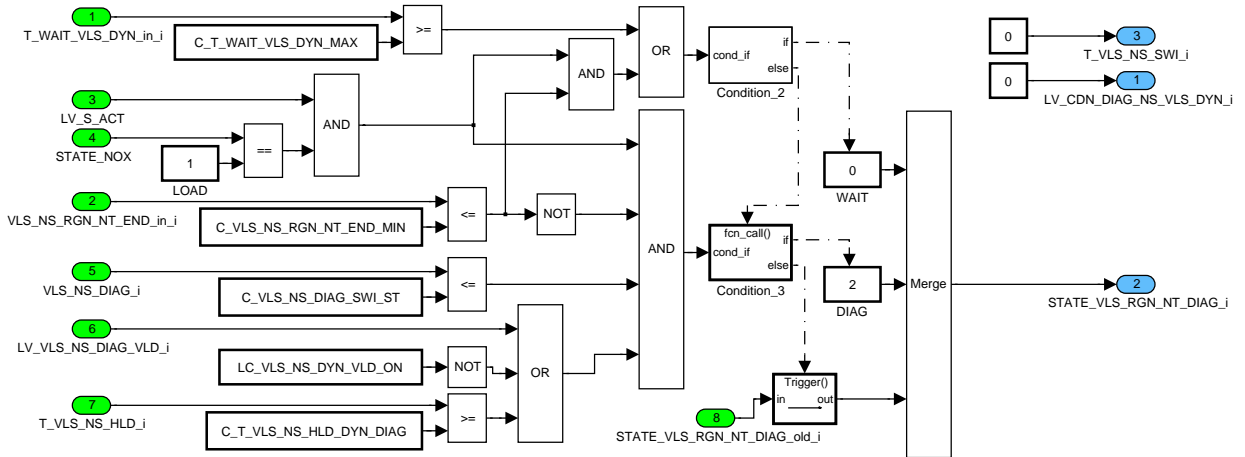 1
T_WAIT_VLS_DYN_in_i
C_T_WAIT_VLS_DYN_MAX
>=
OR
cond_if
if
else
Condition_2
0
3
T_VLS_NS_SWI_i
0
1
LV_CDN_DIAG_NS_VLS_DYN_i
AND
3
LV_S_ACT
4
STATE_NOX
1
LOAD
==
AND
0
WAIT
2
VLS_NS_RGN_NT_END_in_i
C_VLS_NS_RGN_NT_END_MIN
<=
NOT
AND
fcn_call()
cond_if
if
else
Condition_3
2
DIAG
Merge
2
STATE_VLS_RGN_NT_DIAG_i
5
VLS_NS_DIAG_i
C_VLS_NS_DIAG_SWI_ST
<=
6
LV_VLS_NS_DIAG_VLD_i
LC_VLS_NS_DYN_VLD_ON
NOT
OR
7
T_VLS_NS_HLD_i
C_T_VLS_NS_HLD_DYN_DIAG
>=
Trigger()
in
out
8
STATE_VLS_RGN_NT_DIAG_old_i